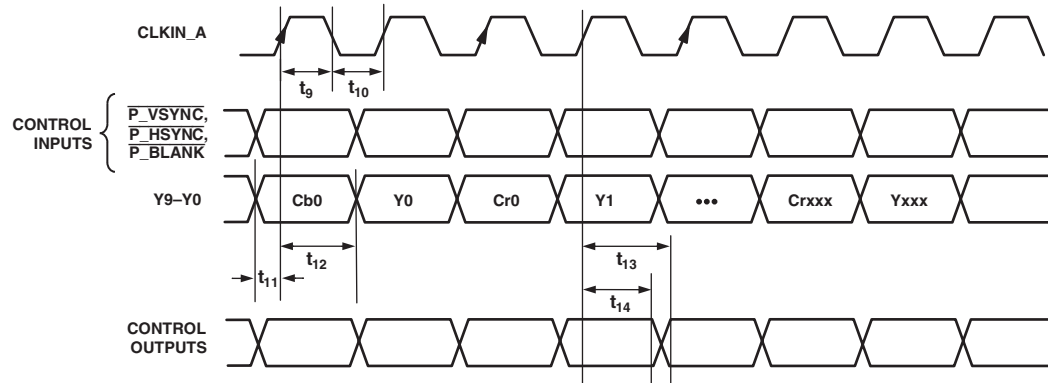 CLKIN_A
t9
t10
CONTROL
INPUTS
P_VSYNC,
P_HSYNC,
P_BLANK
Y9–Y0
Cb0
Y0
Cr0
Y1
•••
Crxxx
Yxxx
t11
t12
t13
t14
CONTROL
OUTPUTS